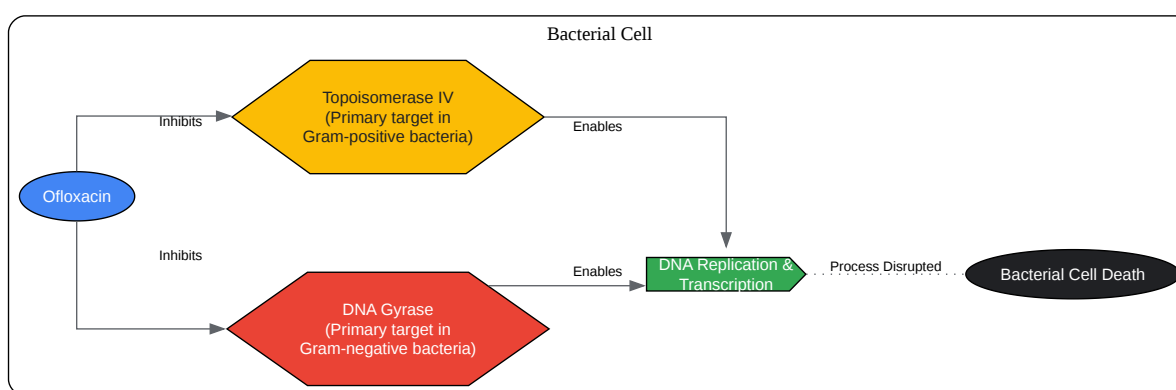 Bacterial Cell
Topoisomerase IV
(Primary target in
Gram-positive bacteria)
Inhibits
Enables
Ofloxacin
Inhibits
Enables
DNA Replication &
Transcription
Process Disrupted
Bacterial Cell Death
DNA Gyrase
(Primary target in
Gram-negative bacteria)